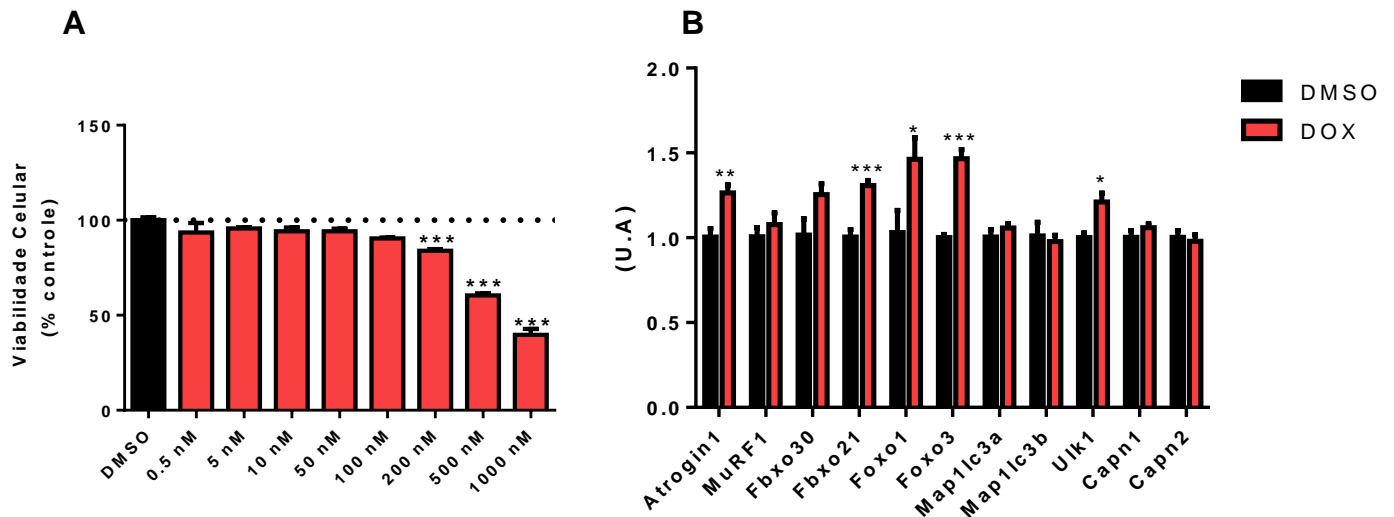 A
Viabilidade Celular
(% controle)
150
100
50
0
***
***
***
DMSO
0.5 nM
5 nM
10 nM
50 nM
100 nM
200 nM
500 nM
1000 nM
B
(U.A)
2.0
1.5
1.0
0.5
0.0
**
***
*
***
*
Atrogin1
MuRF1
Fbxo30
Fbxo21
Foxo1
Foxo3
Map1lc3a
Map1lc3b
Ulk1
Capn1
Capn2
DMSO
DOX